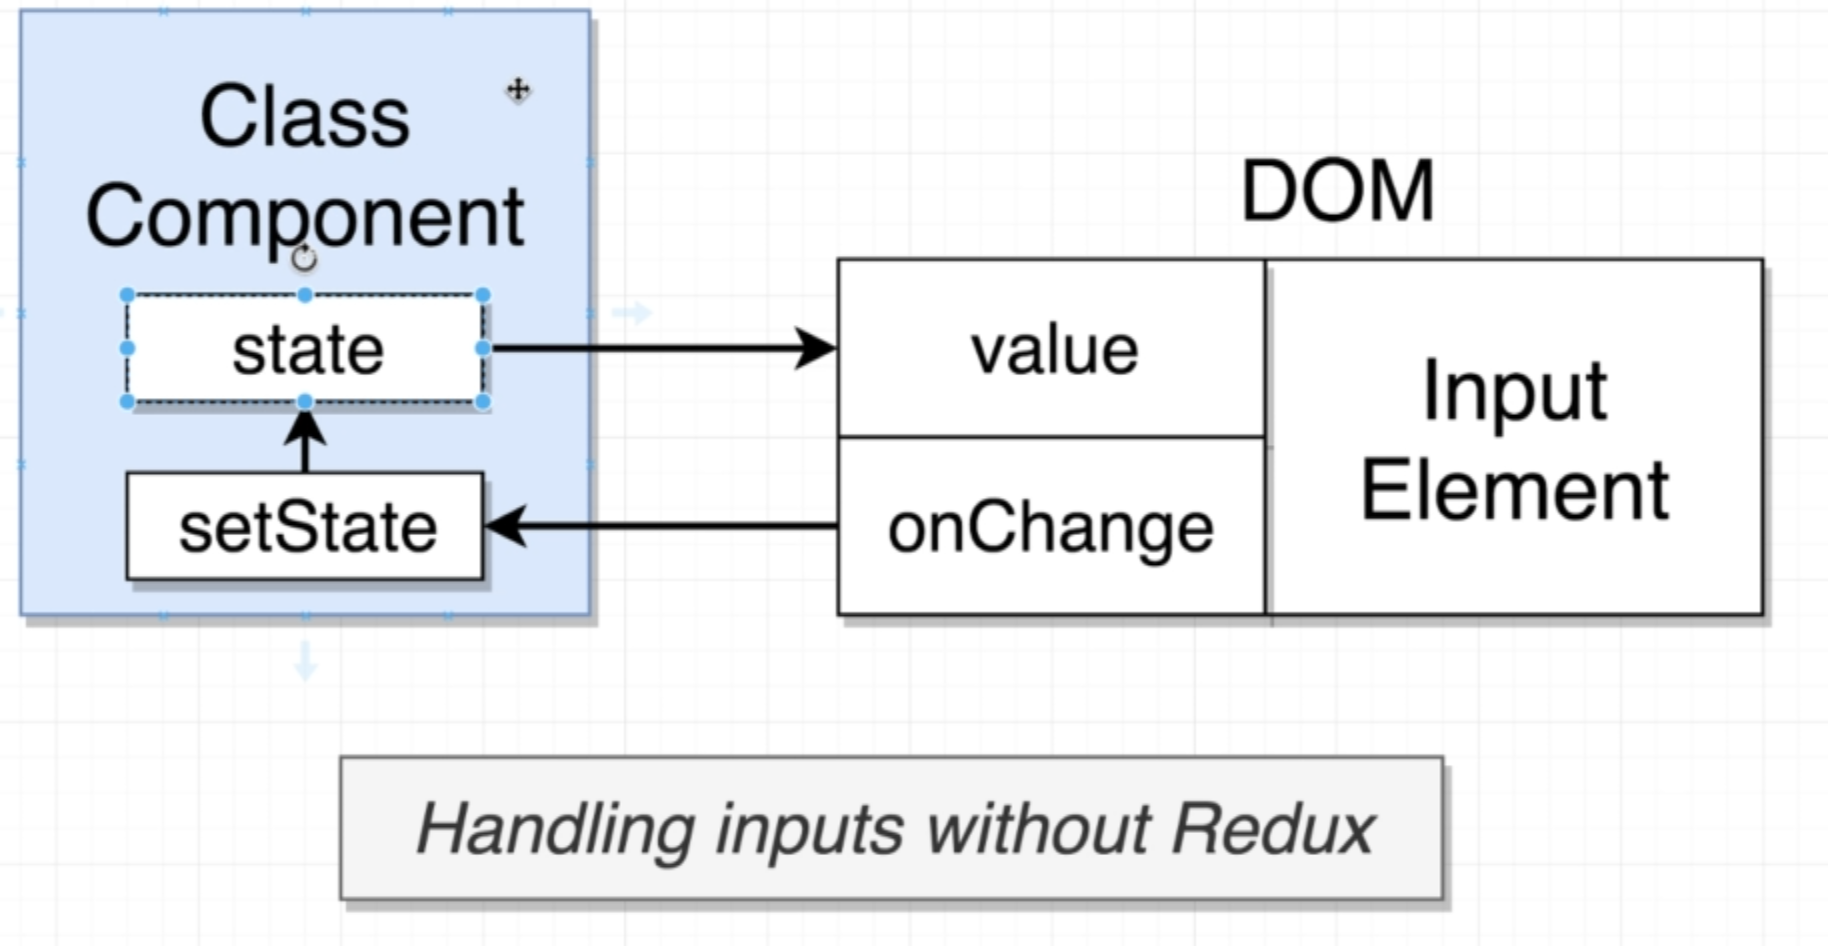 Class
Component
state
setState
DOM
value
onChange
Input
Element
Handling inputs without Redux